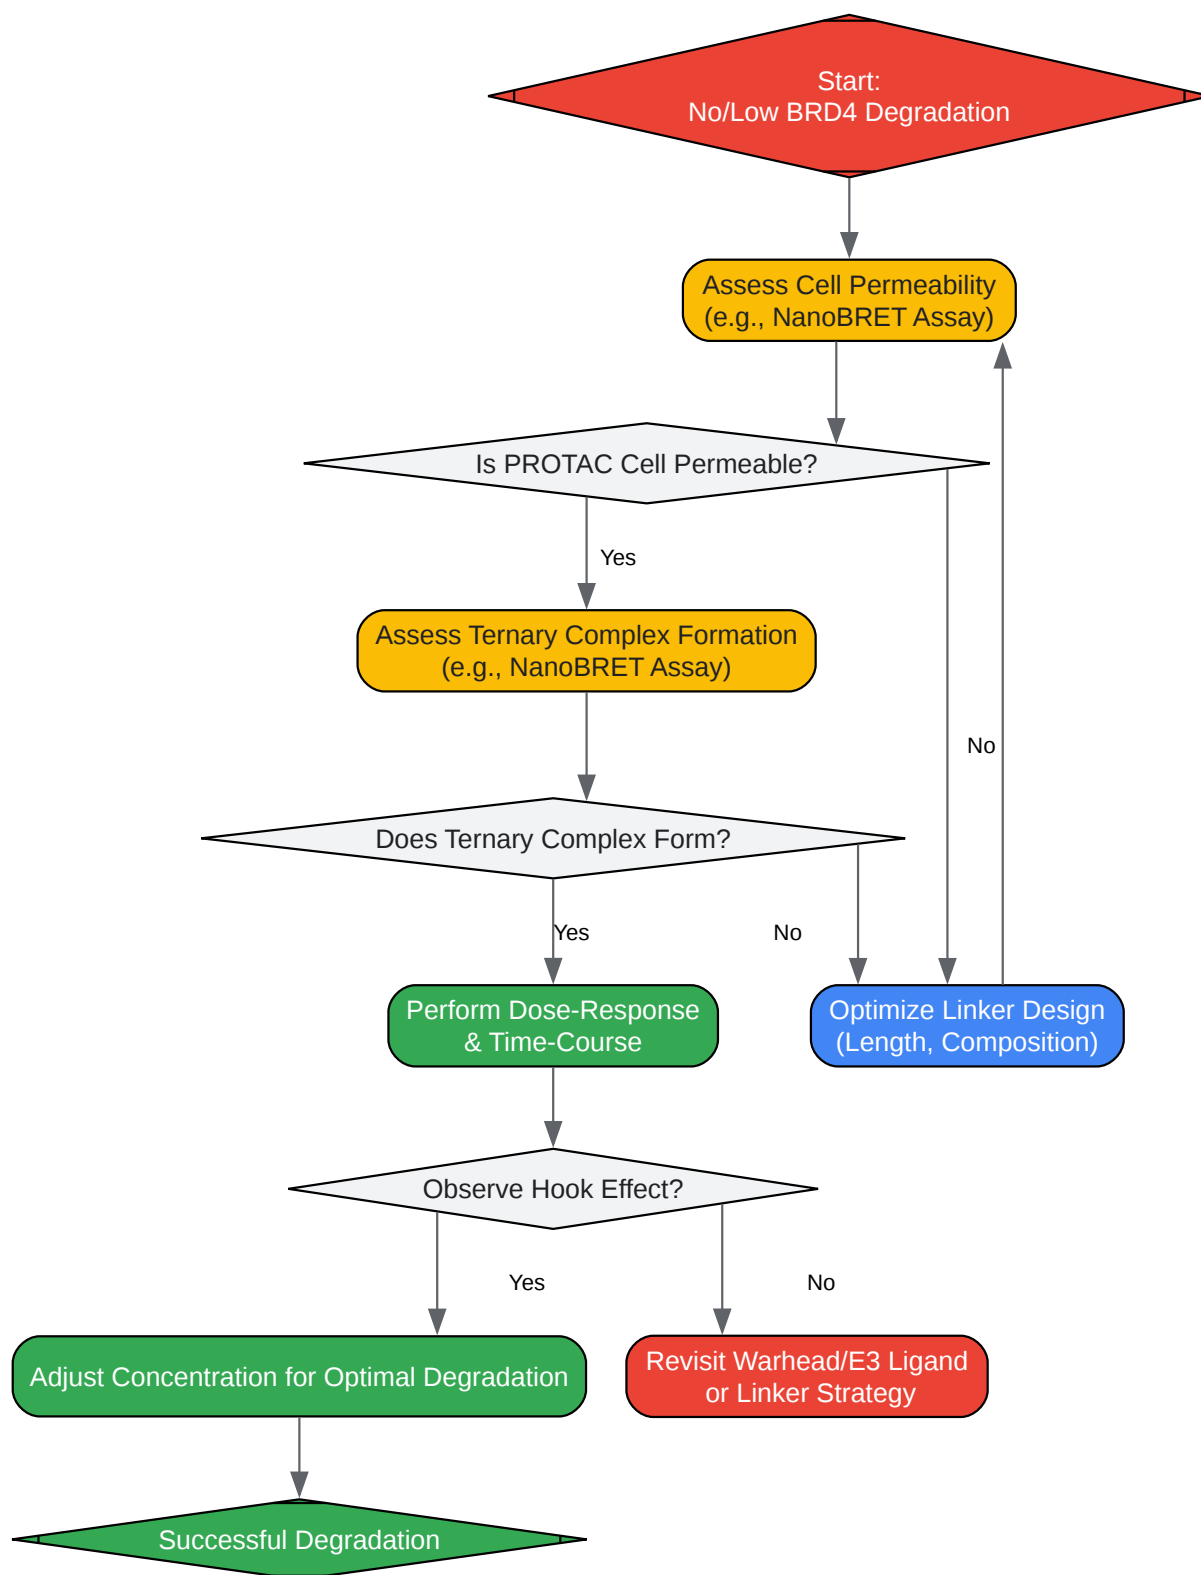 Start:
No/Low BRD4 Degradation
Assess Cell Permeability
(e.g., NanoBRET Assay)
Is PROTAC Cell Permeable?
Yes
Assess Ternary Complex Formation
(e.g., NanoBRET Assay)
No
Does Ternary Complex Form?
Yes
No
Perform Dose-Response
& Time-Course
Optimize Linker Design
(Length, Composition)
Observe Hook Effect?
Yes
No
Adjust Concentration for Optimal Degradation
Revisit Warhead/E3 Ligand
or Linker Strategy
Successful Degradation